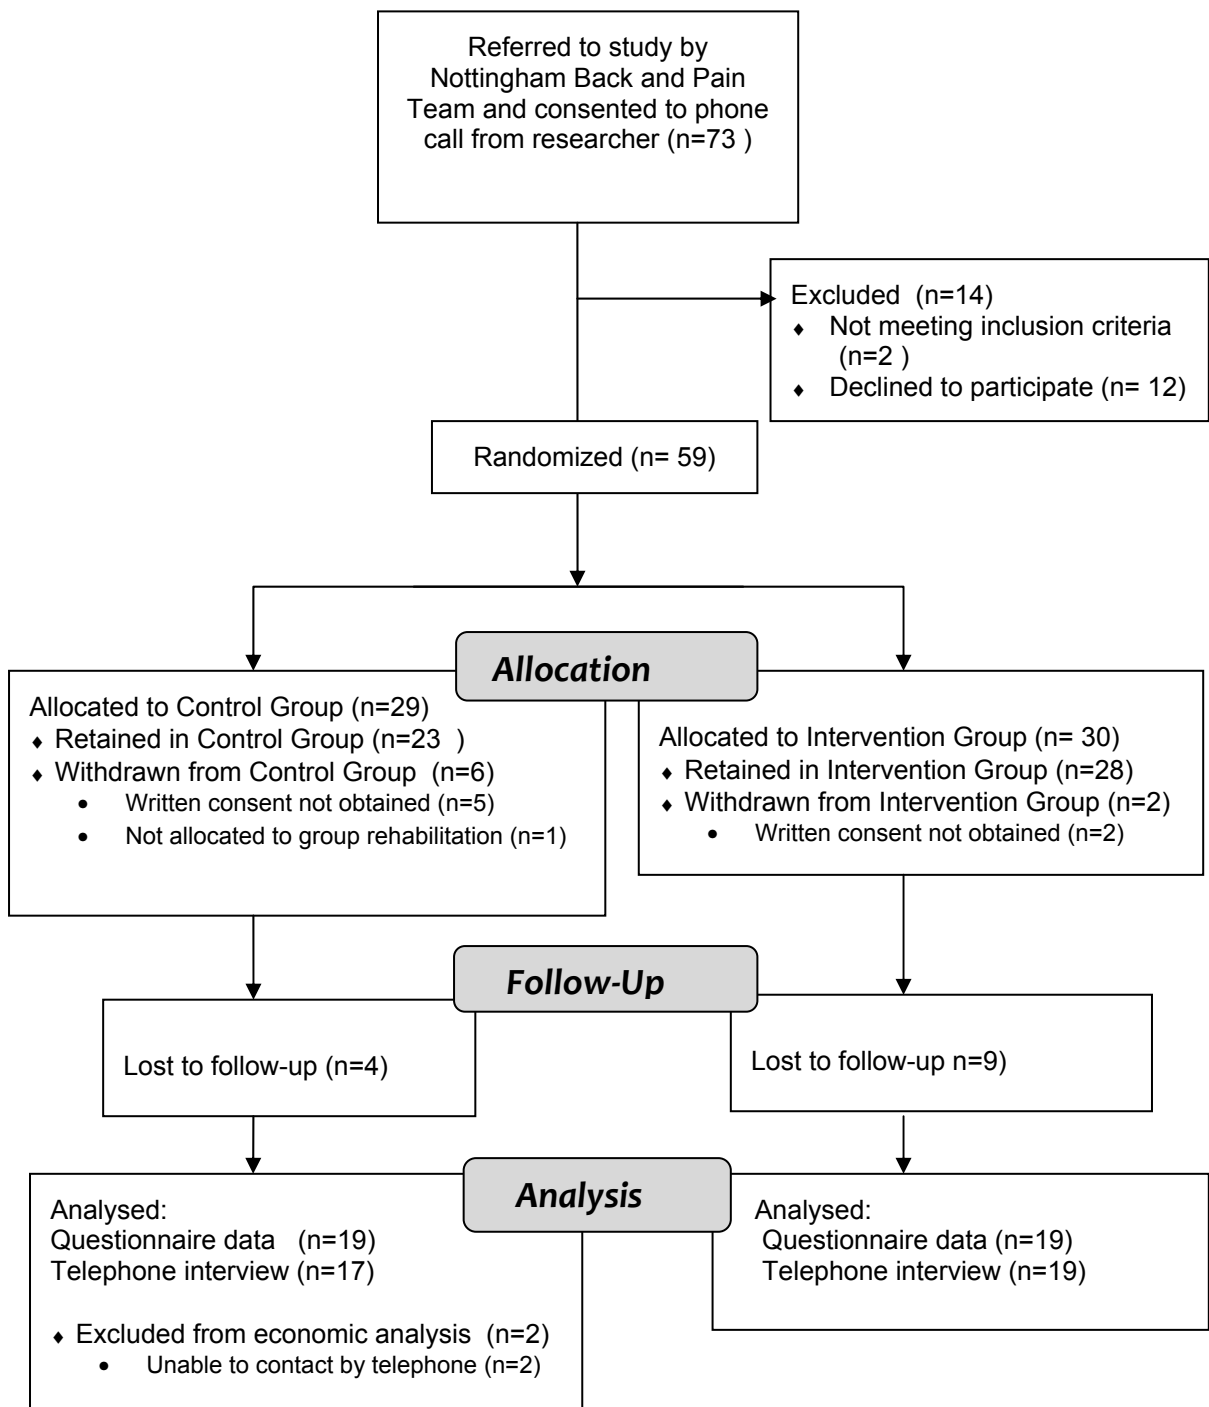 Referred to study by
Nottingham Back and Pain
Team and consented to phone
call from researcher (n=73 )
Excluded (n=14)
♦ Not meeting inclusion criteria
(n=2 )
♦ Declined to participate (n= 12)
Randomized (n= 59)
Allocation
Allocated to Control Group (n=29)
♦ Retained in Control Group (n=23 )
♦ Withdrawn from Control Group (n=6)
• Written consent not obtained (n=5)
• Not allocated to group rehabilitation (n=1)
Allocated to Intervention Group (n= 30)
♦ Retained in Intervention Group (n=28)
♦ Withdrawn from Intervention Group (n=2)
• Written consent not obtained (n=2)
Follow-Up
Lost to follow-up (n=4)
Lost to follow-up n=9)
Analysis
Analysed:
Questionnaire data (n=19)
Telephone interview (n=17)
♦ Excluded from economic analysis (n=2)
• Unable to contact by telephone (n=2)
Analysed:
Questionnaire data (n=19)
Telephone interview (n=19)